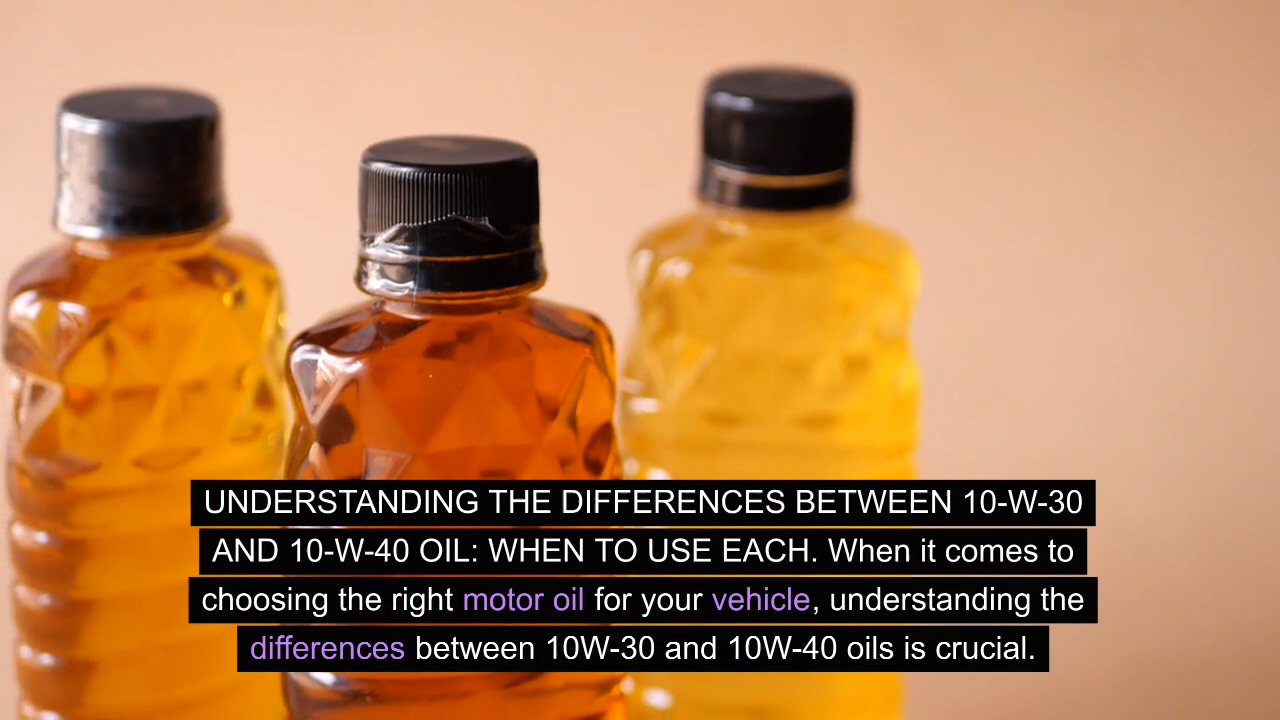 UNDERSTANDING THE DIFFERENCES BETWEEN 10-W-30
AND 10-W-40 OIL: WHEN TO USE EACH. When it comes to
choosing the right motor oil for your vehicle, understanding the
differences between 10W-30 and 10W-40 oils is crucial.